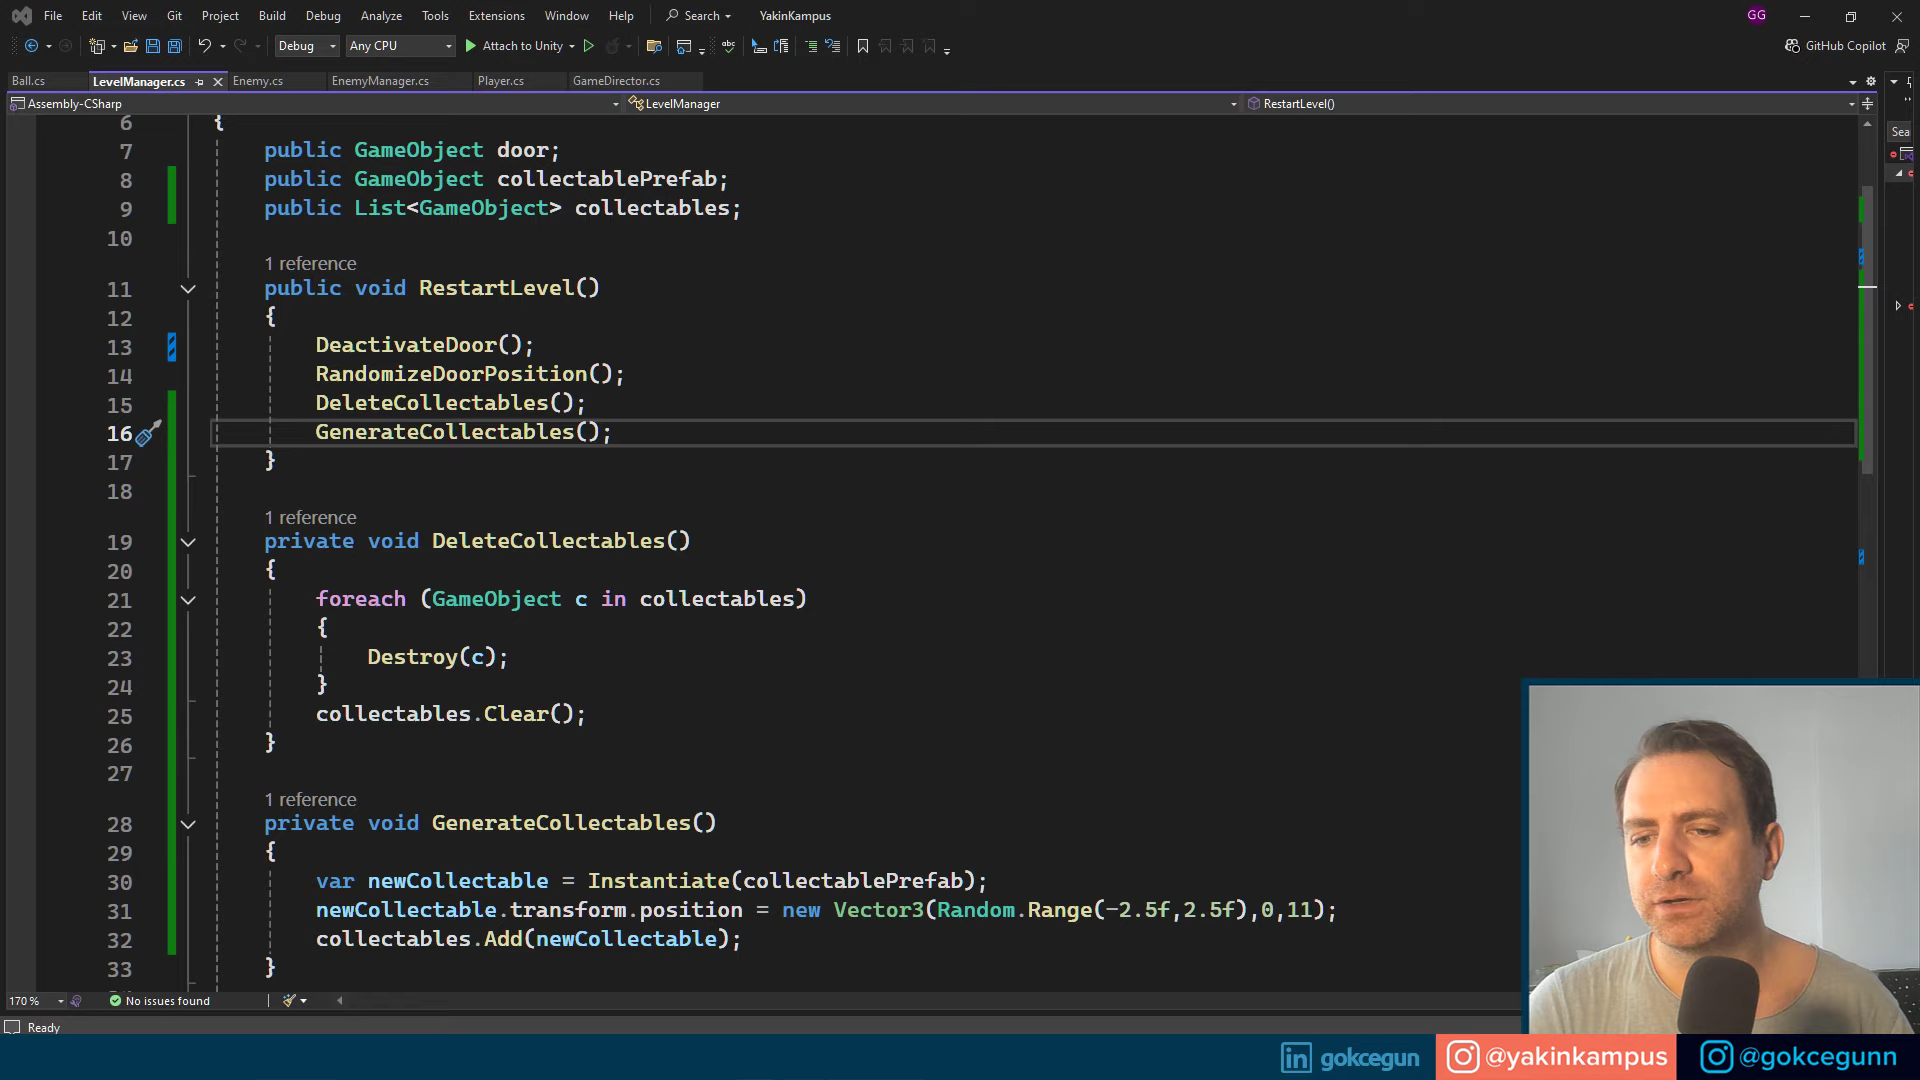 File Edit View Git Project Build Debug Analyze Tools Extensions Window Help Search YakinKampus GG
Debug Any CPU Attach to Unity abc GitHub Copilot
Ball.cs LevelManager.cs Enemy.cs EnemyManager.cs Player.cs GameDirector.cs
Assembly-CSharp LevelManager RestartLevel()
Sea
6 {
7 public GameObject door;
8 public GameObject collectablePrefab;
9 public List<GameObject> collectables;
10
1 reference
11 public void RestartLevel()
12 {
13 DeactivateDoor();
14 RandomizeDoorPosition();
15 DeleteCollectables();
16 GenerateCollectables();
17 }
18
1 reference
19 private void DeleteCollectables()
20 {
21 foreach (GameObject c in collectables)
22 {
23 Destroy(c);
24 }
25 collectables.Clear();
26 }
27
1 reference
28 private void GenerateCollectables()
29 {
30 var newCollectable = Instantiate(collectablePrefab);
31 newCollectable.transform.position = new Vector3(Random.Range(-2.5f,2.5f),0,11);
32 collectables.Add(newCollectable);
33 }
170 % No issues found
Ready
in gokcegun @yakinkampus @gokcegunn